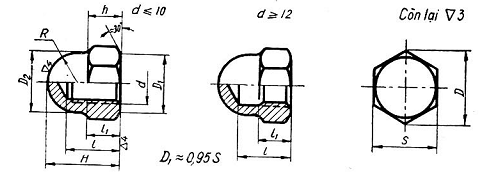 h
d ≤ 10
d ≥ 12
Còn lại ▽ 3
30°
R
▽4
D₂
d
D₁
D
l₁
l₁
l
▽4
l
S
H
D₁ ≈ 0,95 S